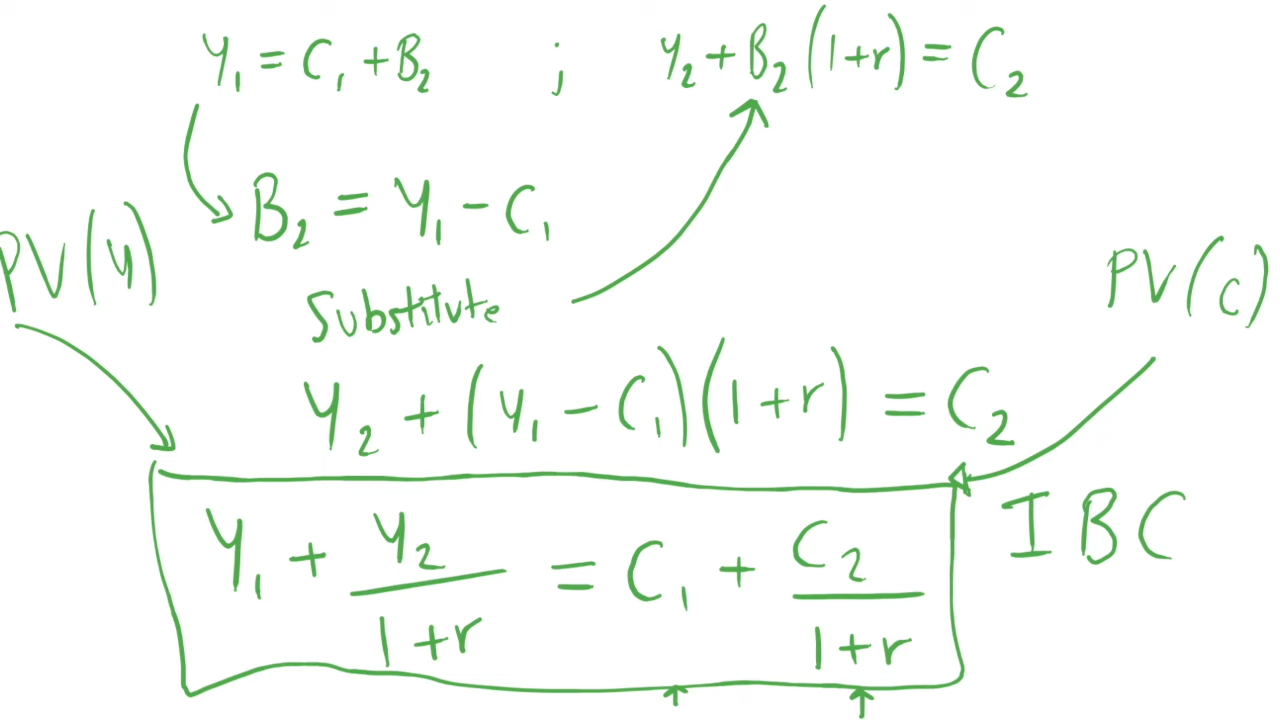 Y₁ = C₁ + B₂ ; Y₂ + B₂ (1+r) = C₂
B₂ = Y₁ - C₁
PV(y)
PV(c)
Substitute
Y₂ + (Y₁ - C₁)(1+r) = C₂
IBC
Y₁ + Y₂/(1+r) = C₁ + C₂/(1+r)